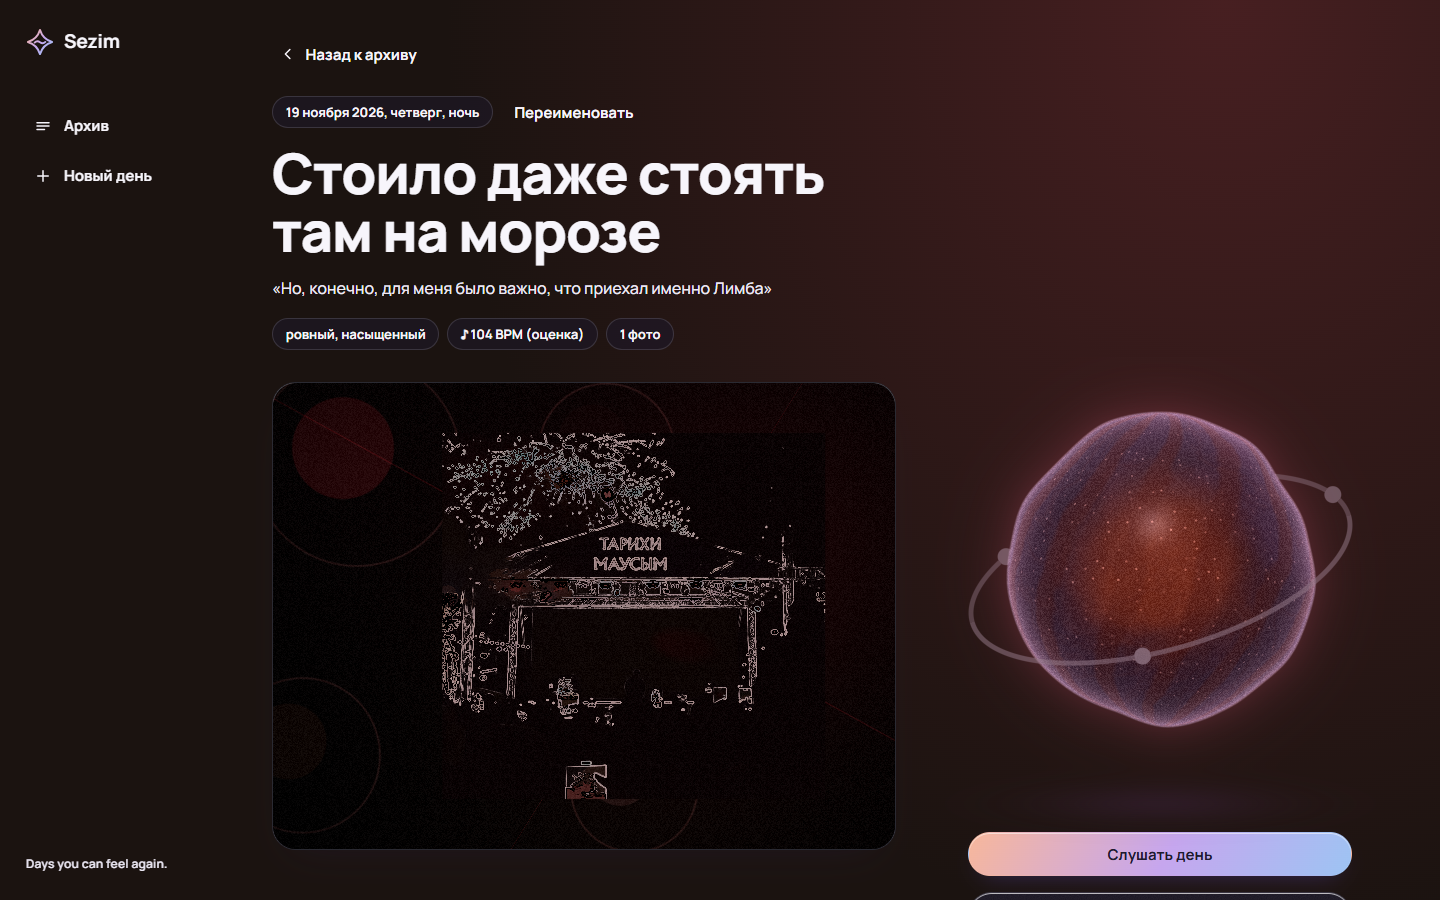 Sezim
Назад к архиву
Архив
Новый день
19 ноября 2026, четверг, ночь
Переименовать
Стоило даже стоять
там на морозе
«Но, конечно, для меня было важно, что приехал именно Лимба»
ровный, насыщенный
♪ 104 BPM (оценка)
1 фото
ТАРИХИ
МАУСЫМ
Слушать день
Days you can feel again.